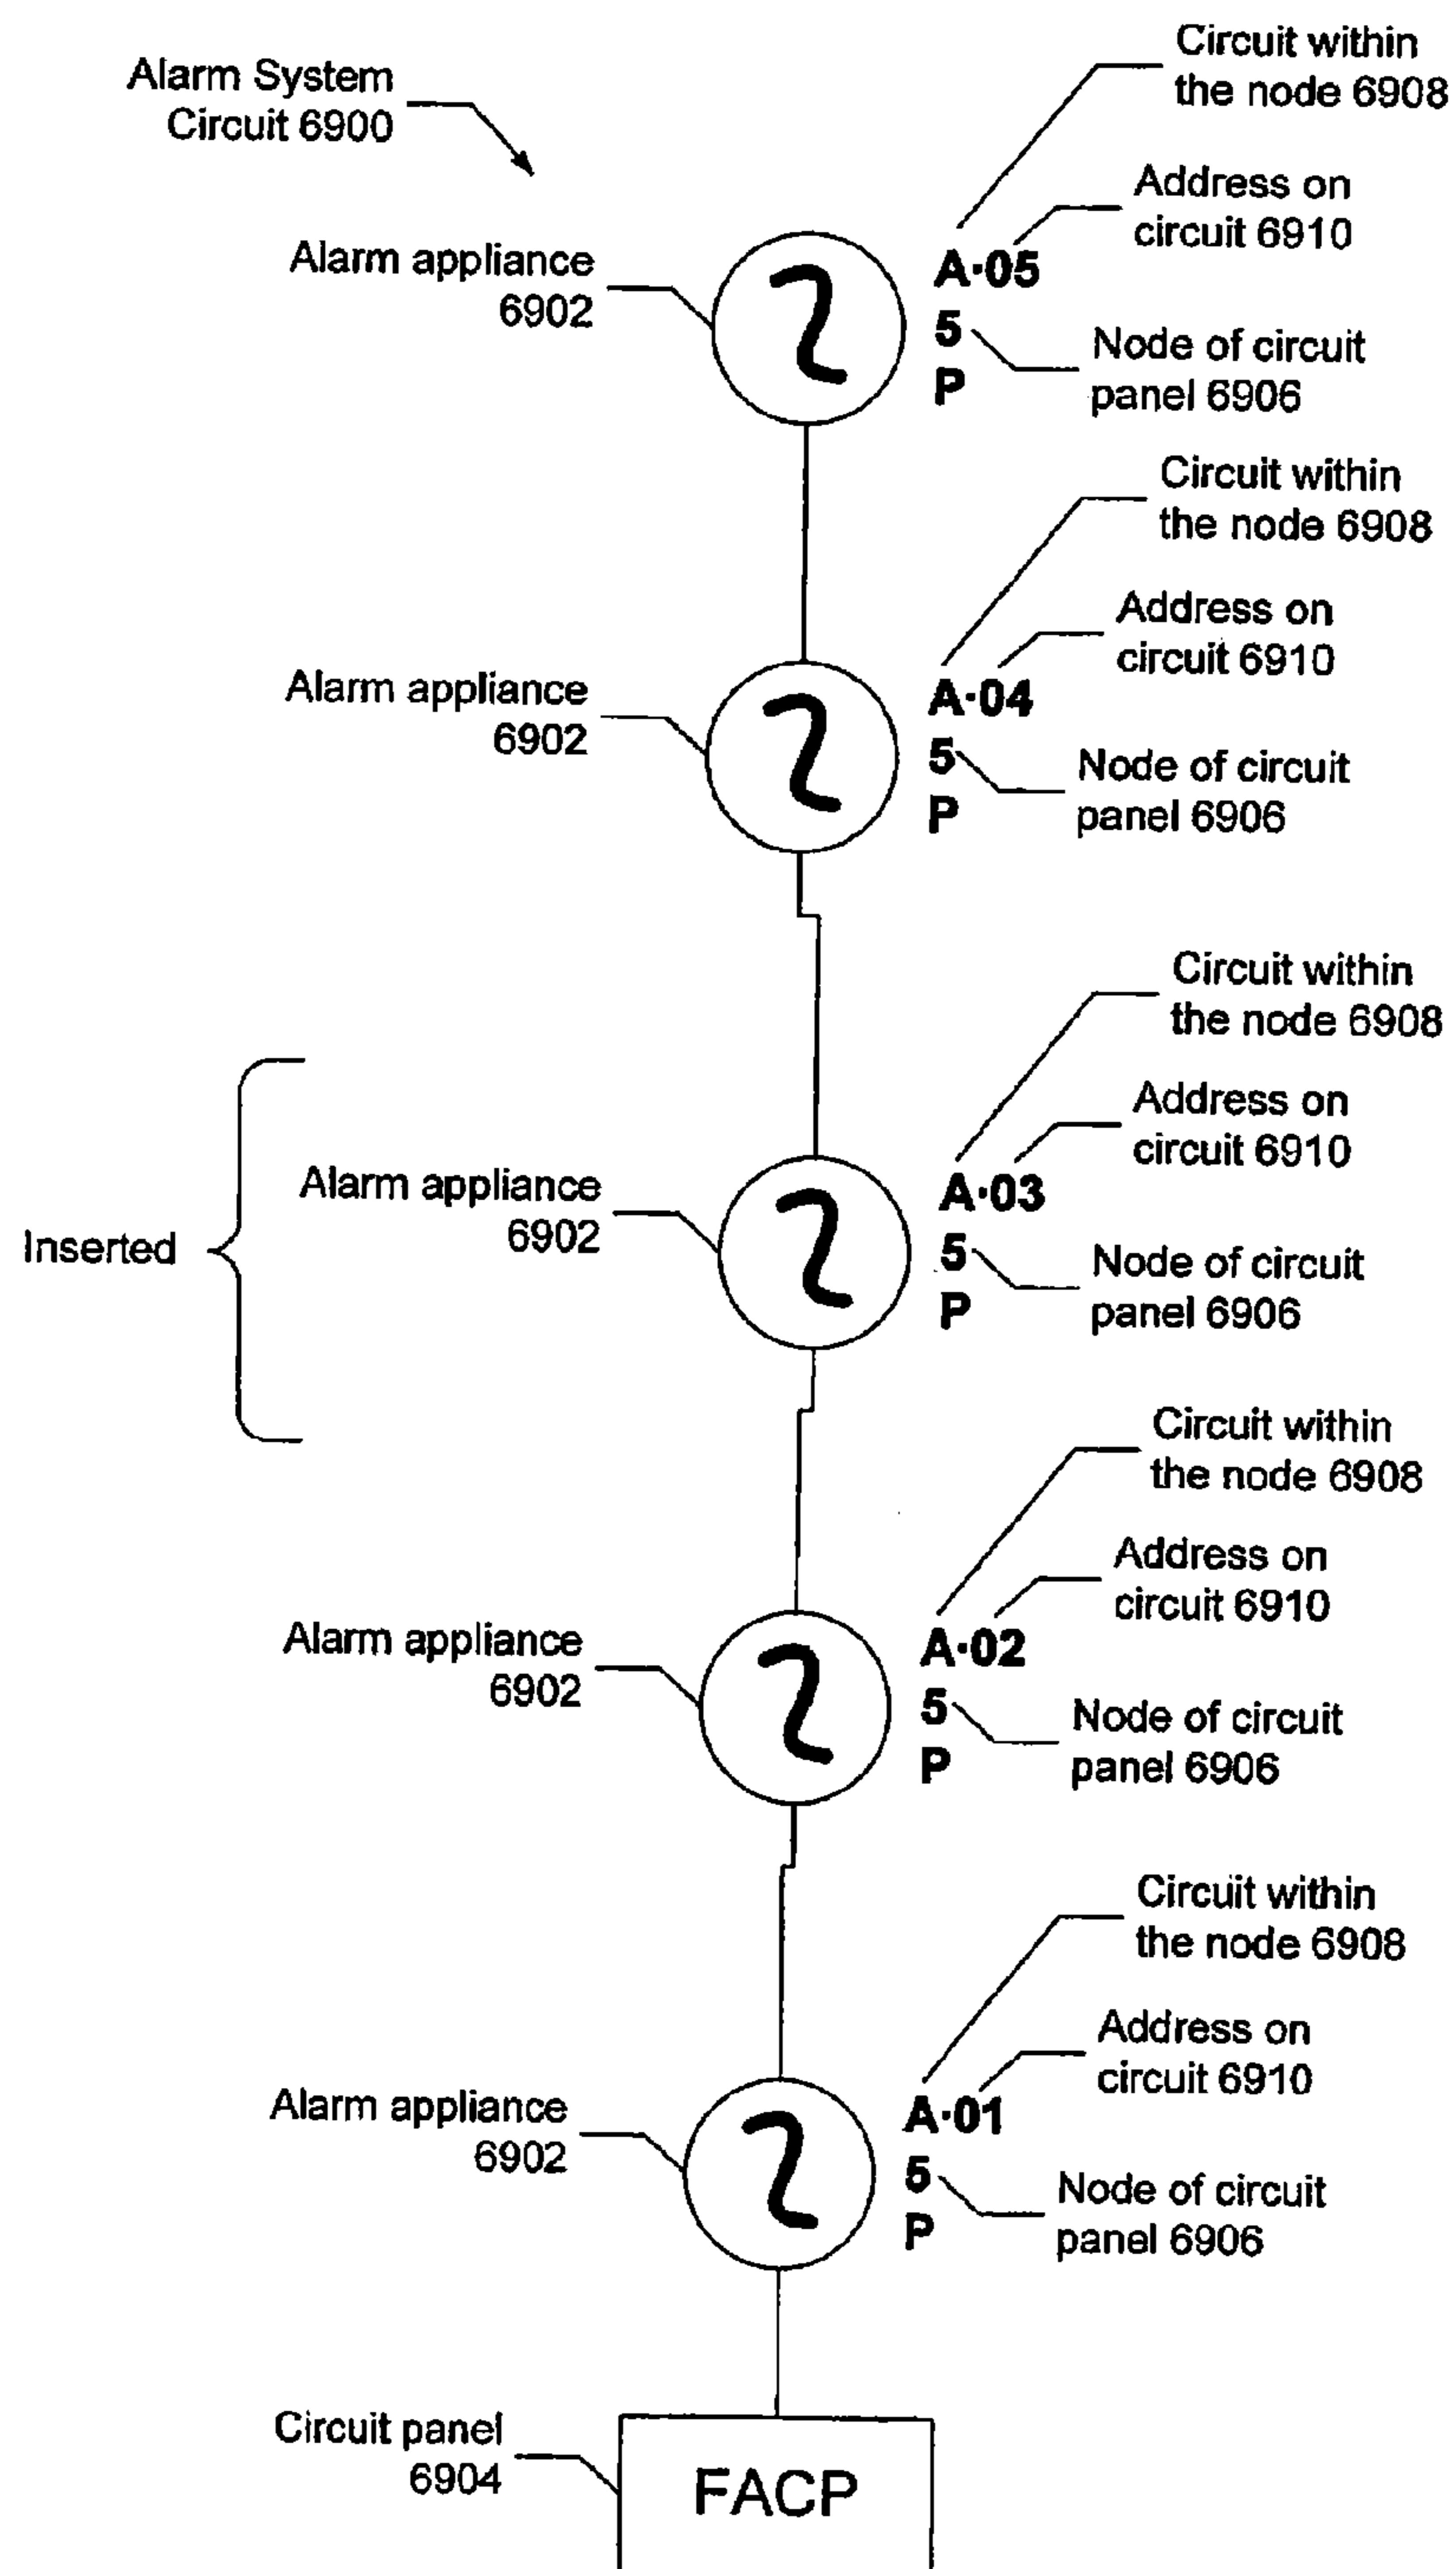 Alarm System
Circuit 6900
Circuit within
the node 6908
Address on
circuit 6910
Alarm appliance
6902
A·05
5
P
Node of circuit
panel 6906
Circuit within
the node 6908
Address on
circuit 6910
Alarm appliance
6902
A·04
5
P
Node of circuit
panel 6906
Circuit within
the node 6908
Address on
circuit 6910
Inserted
Alarm appliance
6902
A·03
5
P
Node of circuit
panel 6906
Circuit within
the node 6908
Address on
circuit 6910
Alarm appliance
6902
A·02
5
P
Node of circuit
panel 6906
Circuit within
the node 6908
Address on
circuit 6910
Alarm appliance
6902
A·01
5
P
Node of circuit
panel 6906
Circuit panel
6904
FACP